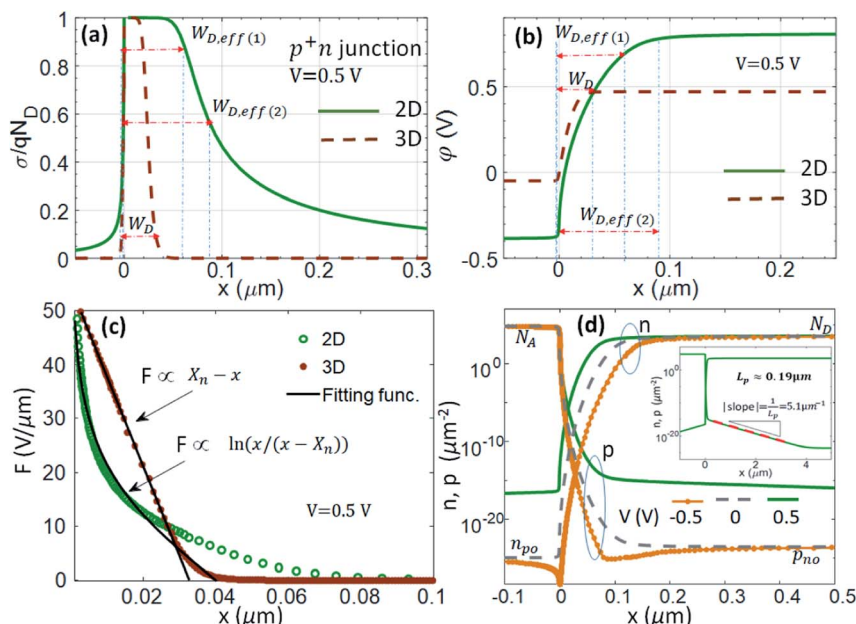 (a)
W_{D,eff(1)}
p⁺n junction
V=0.5 V
W_{D,eff(2)}
2D
3D
W_D
σ/qN_D
1
0.8
0.6
0.4
0.2
0
0
0.1
0.2
0.3
x (μm)
(b)
W_{D,eff(1)}
V=0.5 V
W_D
2D
3D
W_{D,eff(2)}
φ (V)
0.5
0
-0.5
0
0.1
0.2
x (μm)
(c)
2D
3D
Fitting func.
F ∝ X_n − x
F ∝ ln(x/(x − X_n))
V=0.5 V
F (V/μm)
50
40
30
20
10
0
0.02
0.04
0.06
0.08
0.1
x (μm)
(d)
N_A
n
N_D
p
n_{po}
p_{no}
V (V)
-0.5
0
0.5
n, p (μm⁻²)
10⁰
10⁻¹⁰
10⁻²⁰
-0.1
0
0.1
0.2
0.3
0.4
0.5
x (μm)
L_p ≈ 0.19μm
|slope|=1/L_p=5.1μm⁻¹
n, p (μm⁻²)
10⁰
10⁻²⁰
0
2
4
x (μm)